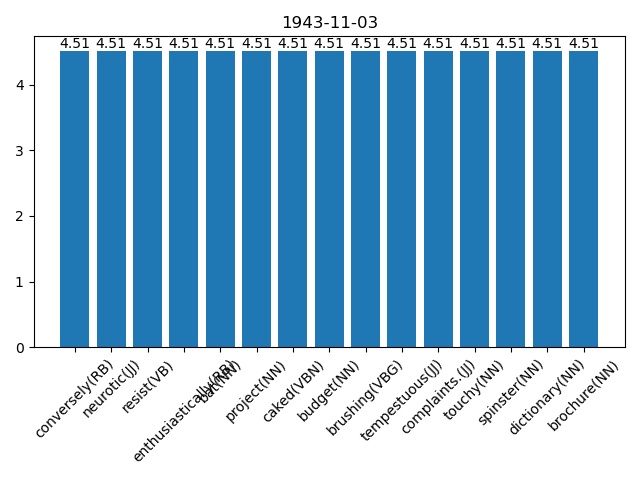 1943-11-03
4.51 4.51 4.51 4.51 4.51 4.51 4.51 4.51 4.51 4.51 4.51 4.51 4.51 4.51 4.51
4
3
2
1
0
conversely(RB)
neurotic(JJ)
resist(VB)
enthusiastically(RB)
bat(NN)
project(NN)
caked(VBN)
budget(NN)
brushing(VBG)
tempestuous(JJ)
complaints.(JJ)
touchy(NN)
spinster(NN)
dictionary(NN)
brochure(NN)